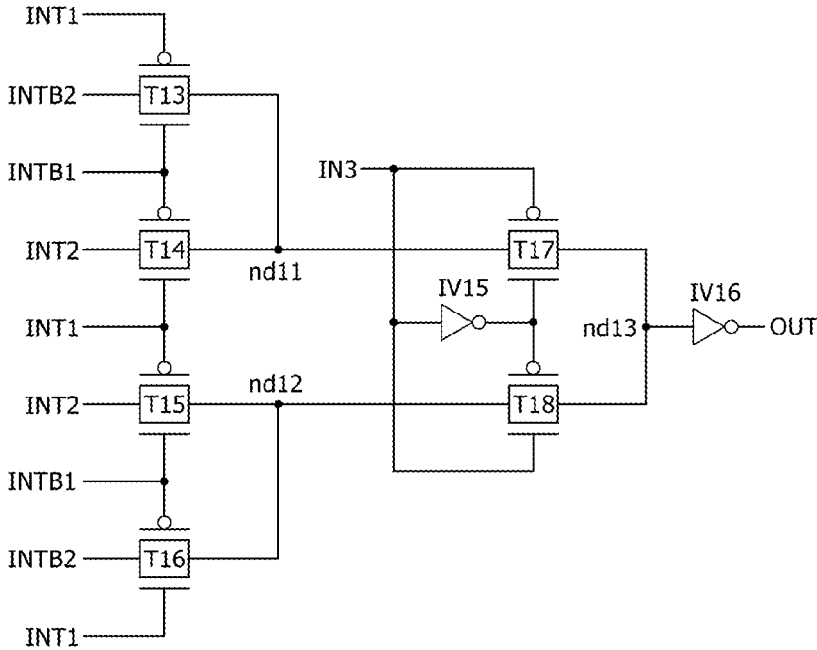 INT1
INTB2
T13
INTB1
IN3
INT2
T14
T17
nd11
IV15
IV16
INT1
nd13
OUT
nd12
INT2
T15
T18
INTB1
INTB2
T16
INT1